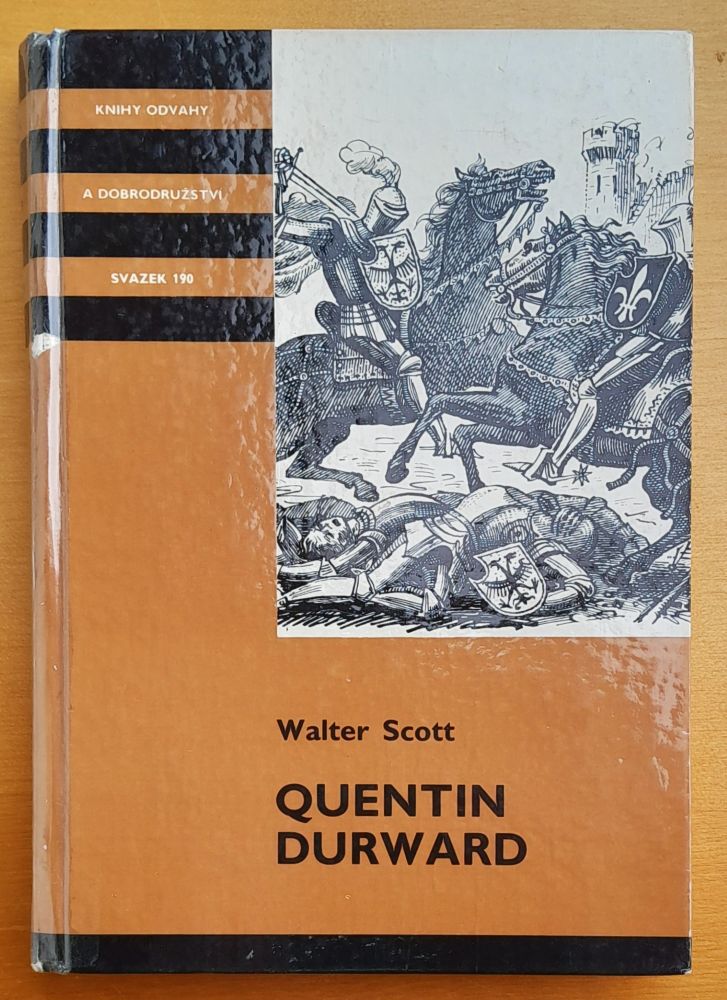 KNIHY ODVAHY
A DOBRODRUŽSTVÍ
SVAZEK 190
Walter Scott
QUENTIN
DURWARD